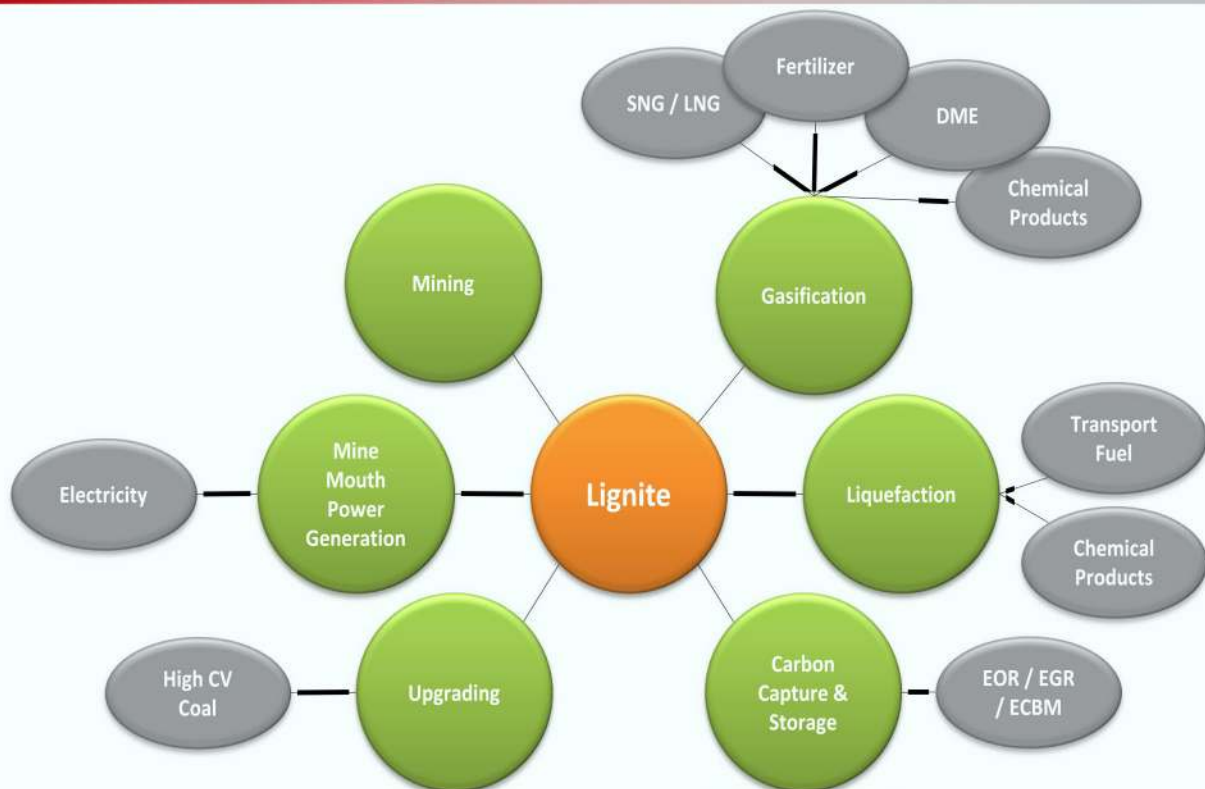 Fertilizer
SNG / LNG
DME
Chemical
Products
Mining
Gasification
Transport
Fuel
Mine
Mouth
Power
Generation
Electricity
Lignite
Liquefaction
Chemical
Products
High CV
Coal
Upgrading
Carbon
Capture &
Storage
EOR / EGR
/ ECBM